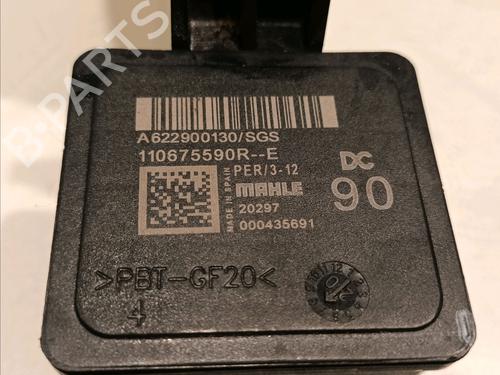 A622900130/SGS
110675590R--E
DC
90
MADE IN SPAIN
PER/3-12
MAHLE
20297
000435691
>PBT-GF20<
4
B-PARTS